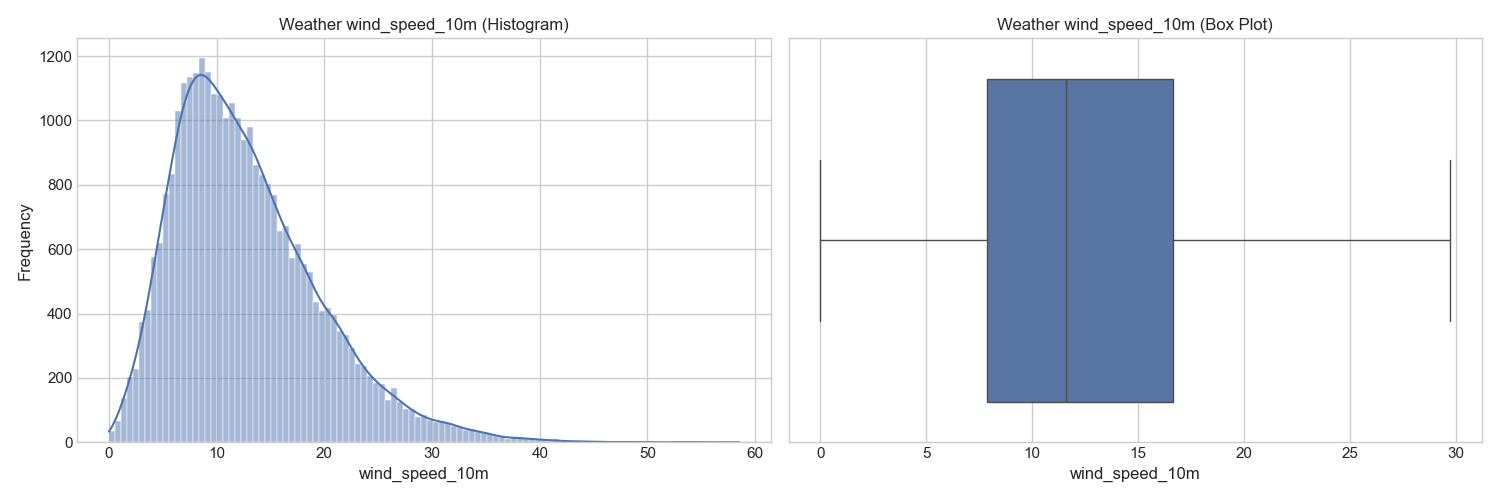 Weather wind_speed_10m (Histogram)
Frequency
1200
1000
800
600
400
200
0
0 10 20 30 40 50 60
wind_speed_10m
Weather wind_speed_10m (Box Plot)
0 5 10 15 20 25 30
wind_speed_10m